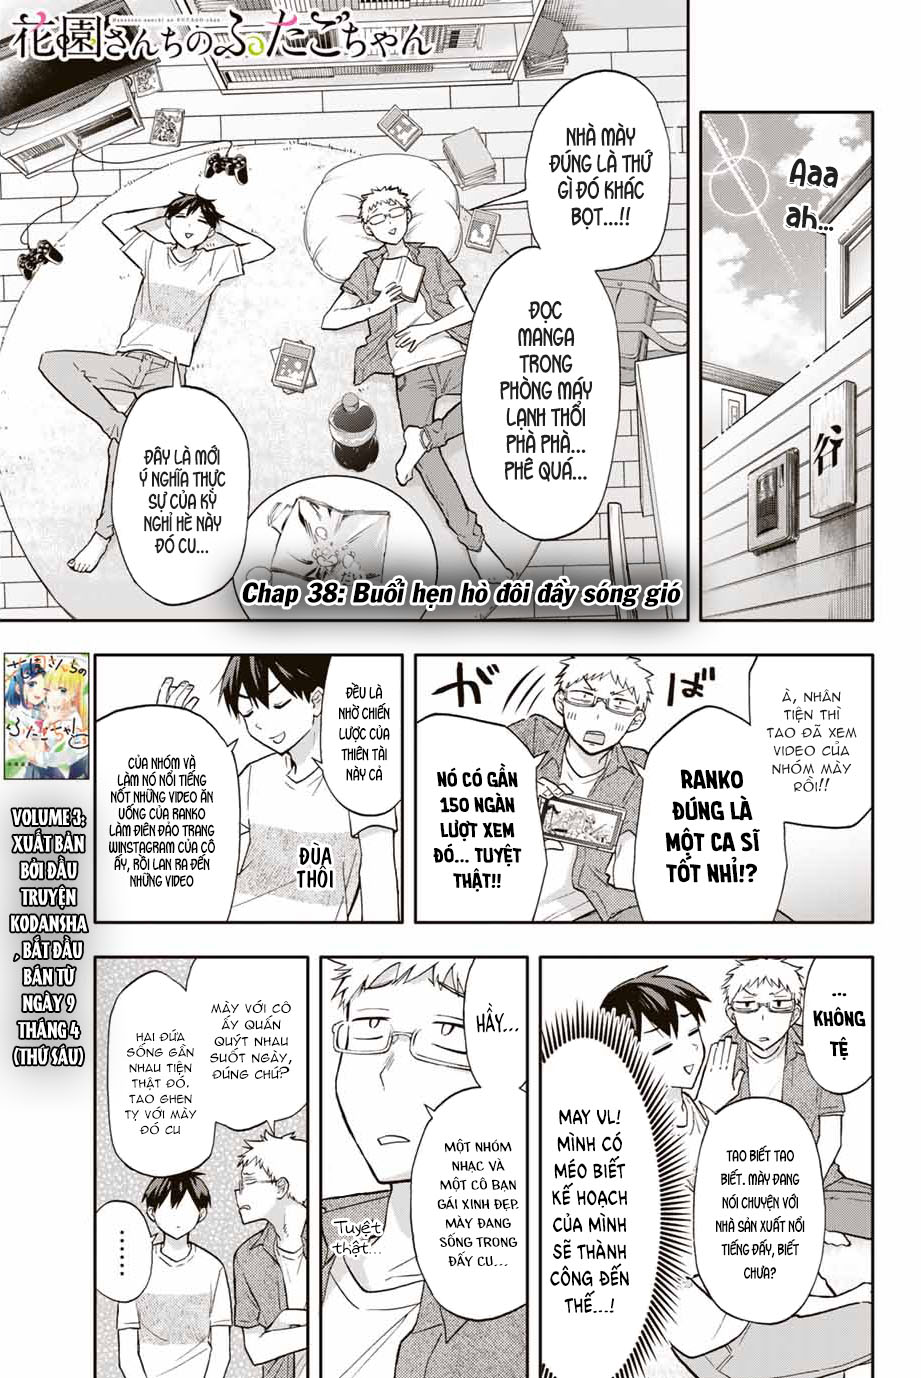 Hanazono-sanchi no FUTAGO-chan
花園さんちのふたごちゃん
Aaa
ah...
谷
NHÀ MÀY
ĐÚNG LÀ THỨ
GÌ ĐÓ KHÁC
BỌT...!!
ĐỌC
MANGA
TRONG
PHÒNG MÁY
LẠNH THỔI
PHÀ PHÀ...
PHÊ QUÁ...
ĐÂY LÀ MỚI
Ý NGHĨA THỰC
SỰ CỦA KỲ
NGHỈ HÈ NÀY
ĐÓ CU...
Chap 38: Buổi hẹn hò đôi đầy sóng gió
À, NHÂN
TIỆN THÌ
TAO ĐÃ XEM
VIDEO CỦA
NHÓM MÀY
RỒI!!
RANKO
ĐÚNG LÀ
MỘT CA SĨ
TỐT NHỈ!?
がば
NÓ CÓ GẦN
150 NGÀN
LƯỢT XEM
ĐÓ... TUYỆT
THẬT!!
ĐỀU LÀ
NHỜ CHIẾN
LƯỢC CỦA
THIÊN TÀI
NÀY CẢ
CỦA NHÓM VÀ
LÀM NÓ NỔI TIẾNG
NỐT NHỮNG VIDEO ĂN
UỐNG CỦA RANKO
LÀM ĐIÊN ĐẢO TRANG
WINSTAGRAM CỦA CÔ
ẤY, RỒI LAN RA ĐẾN
NHỮNG VIDEO
ĐÙA
THÔI
VOLUME 3:
XUẤT BẢN
BỞI ĐẦU
TRUYỆN
KODANSHA
, BẮT ĐẦU
BÁN TỪ
NGÀY 9
THÁNG 4
(THỨ SÁU)
...
KHÔNG
TỆ
TAO BIẾT TAO
BIẾT. MÀY ĐANG
NÓI CHUYỆN VỚI
NHÀ SẢN XUẤT NỔI
TIẾNG ĐẤY, BIẾT
CHƯA?
MAY VL!
MÌNH CÓ
MÉO BIẾT
KẾ HOẠCH
CỦA MÌNH
SẼ THÀNH
CÔNG ĐẾN
THẾ...!
HẦY...
MỘT NHÓM
NHẠC VÀ
MỘT CÔ BẠN
GÁI XINH ĐẸP.
MÀY ĐANG
SỐNG TRONG
ĐẤY CU...
Tuyệt
thật...
MÀY VỚI CÔ
ẤY QUẤN
QUÝT NHAU
SUỐT NGÀY,
ĐÚNG CHỨ?
HAI ĐỨA
SỐNG GẦN
NHAU TIỆN
THẬT ĐÓ.
TAO GHEN
TỴ VỚI MÀY
ĐÓ CU
......